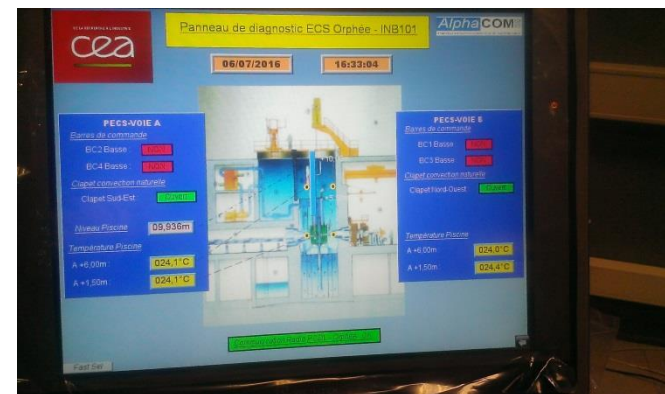 cea
Panneau de diagnostic ECS Orphée - INB101
AlphaCOM
06/07/2016
16:33:04
PECS-VOIE A
Barres de commande
BC2 Basse :
BC4 Basse :
Clapet convection naturelle
Clapet Sud-Est
Ouvert
Niveau Piscine
09,936m
Température Piscine
A +6,00m :
024,1°C
A +1,50m :
024,1°C
PECS-VOIE B
Barres de commande
BC1 Basse
BC3 Basse
Clapet convection naturelle
Clapet Nord-Ouest
Ouvert
Température Piscine
A +6,00m :
024,0°C
A +1,50m :
024,4°C